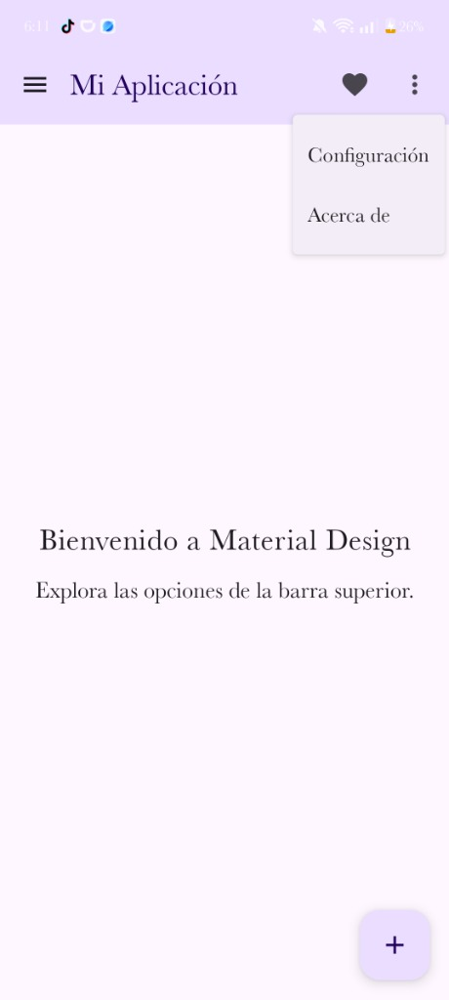 6:11
26%
Mi Aplicación
Configuración
Acerca de
Bienvenido a Material Design
Explora las opciones de la barra superior.
+